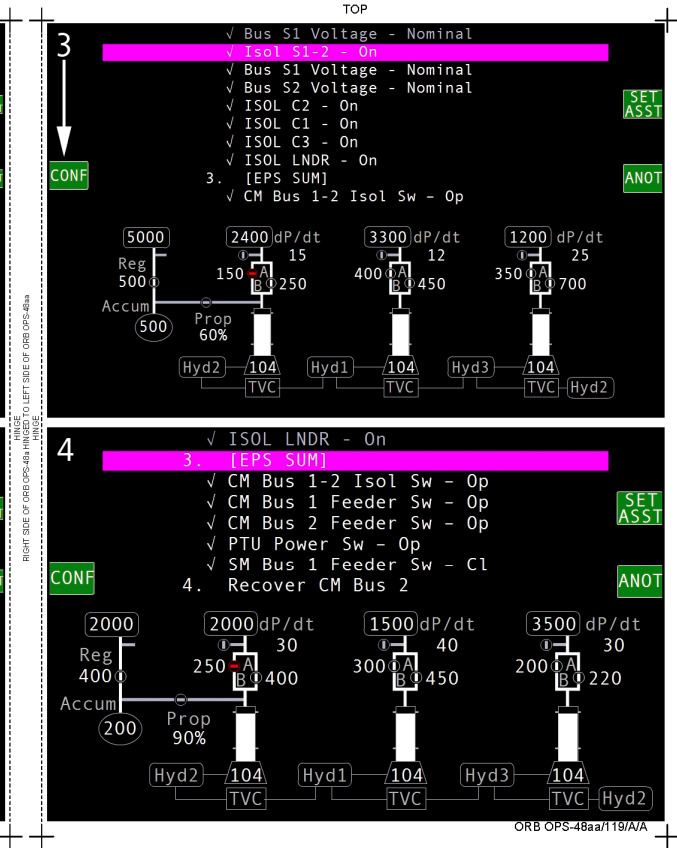 TOP
3
√ Bus S1 Voltage - Nominal
√ Isol S1-2 - On
√ Bus S1 Voltage - Nominal
√ Bus S2 Voltage - Nominal
SET
ASST
√ ISOL C2 - On
√ ISOL C1 - On
√ ISOL C3 - On
√ ISOL LNDR - On
CONF
3. [EPS SUM]
ANOT
√ CM Bus 1-2 Isol Sw – Op
5000 2400 dP/dt 3300 dP/dt 1200 dP/dt
15 12 25
Reg
500 150 A 400 A 350 A
B 250 B 450 B 700
Accum
500 Prop
60%
Hyd2 104 Hyd1 104 Hyd3 104
TVC TVC TVC Hyd2
RIGHT SIDE OF ORB OPS-48a HINGED TO LEFT SIDE OF ORB OPS-48aa
HINGE
HINGE
4
√ ISOL LNDR - On
3. [EPS SUM]
√ CM Bus 1-2 Isol Sw – Op
√ CM Bus 1 Feeder Sw – Op
SET
ASST
√ CM Bus 2 Feeder Sw – Op
√ PTU Power Sw – Op
√ SM Bus 1 Feeder Sw – Cl
CONF
4. Recover CM Bus 2
ANOT
2000 2000 dP/dt 1500 dP/dt 3500 dP/dt
30 40 30
Reg
400 250 A 300 A 200 A
B 400 B 450 B 220
Accum
200 Prop
90%
Hyd2 104 Hyd1 104 Hyd3 104
TVC TVC TVC Hyd2
ORB OPS-48aa/119/A/A